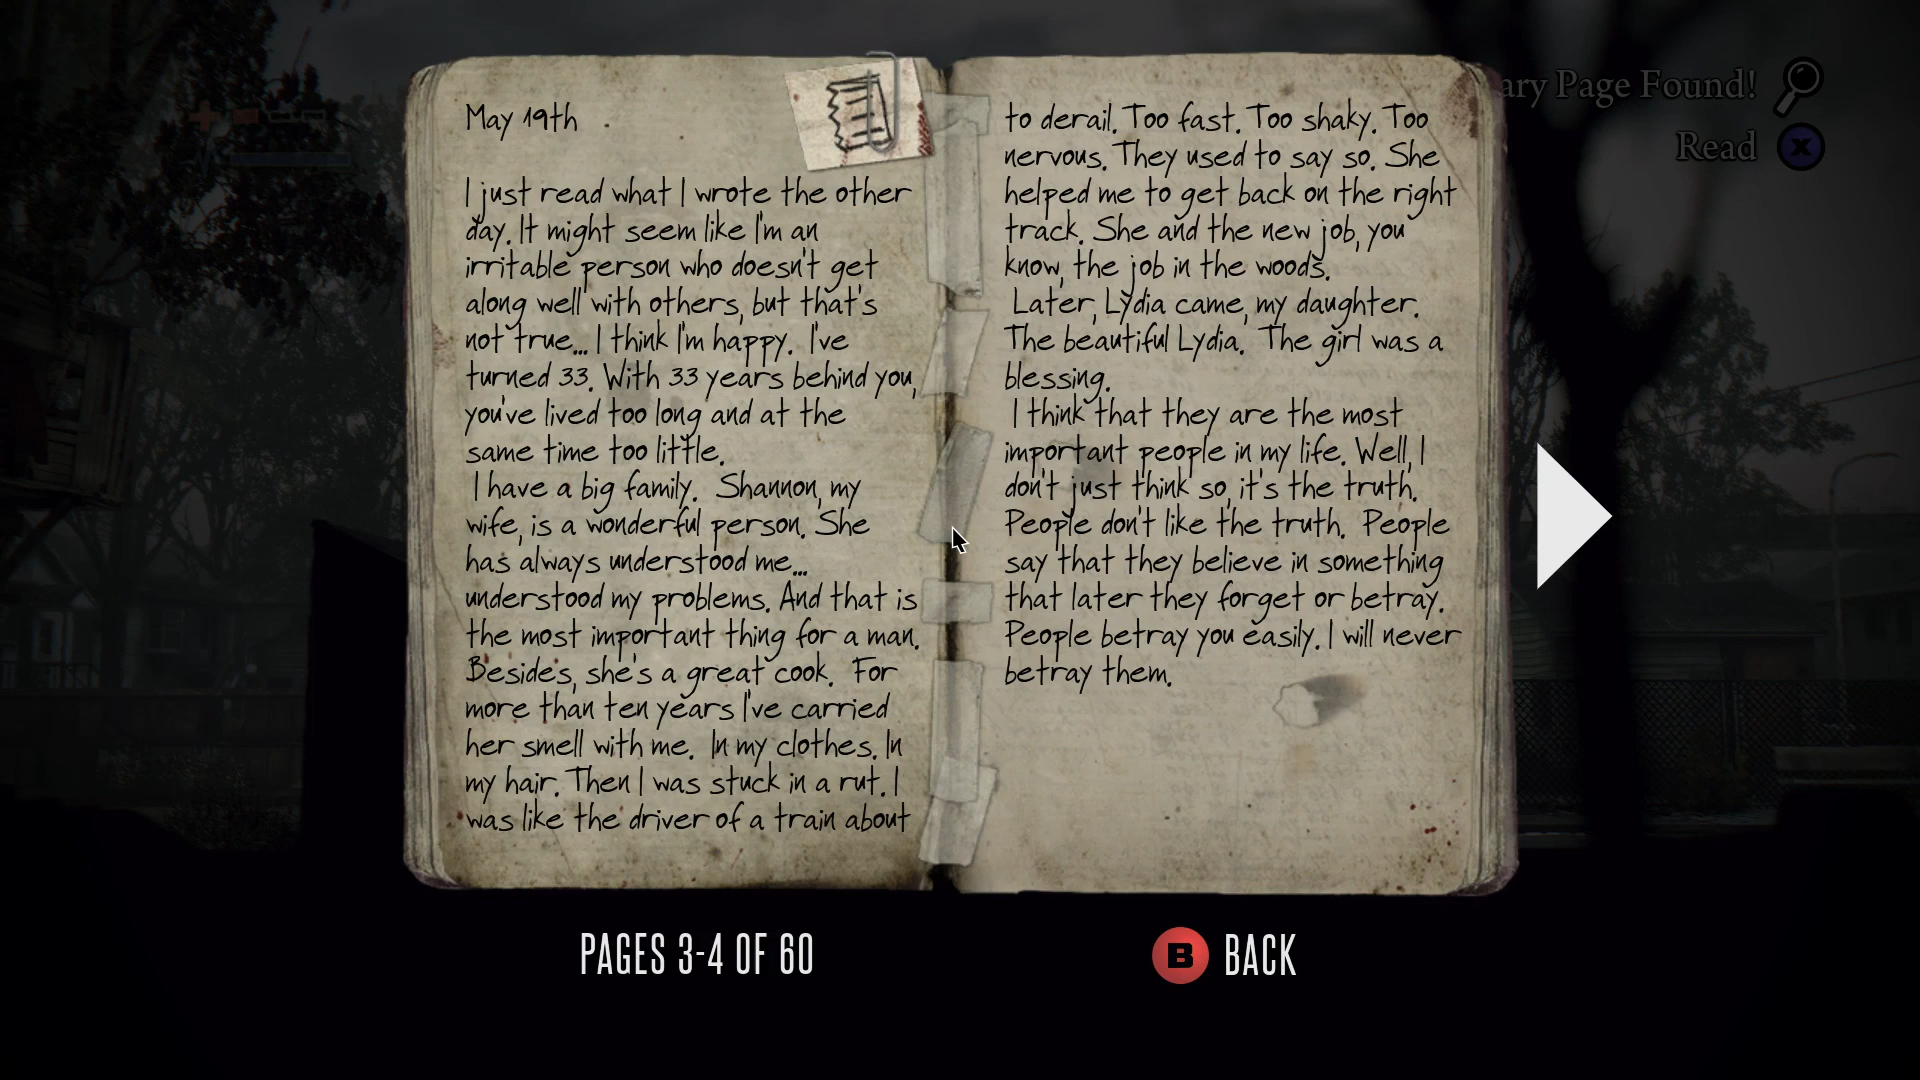 May 19th
I just read what I wrote the other
day. It might seem like I'm an
irritable person who doesn't get
along well with others, but that's
not true... I think I'm happy. I've
turned 33. With 33 years behind you,
you've lived too long and at the
same time too little.
I have a big family. Shannon, my
wife, is a wonderful person. She
has always understood me...
understood my problems. And that is
the most important thing for a man.
Besides, she's a great cook. For
more than ten years I've carried
her smell with me. In my clothes. In
my hair. Then I was stuck in a rut. I
was like the driver of a train about
to derail. Too fast. Too shaky. Too
nervous. They used to say so. She
helped me to get back on the right
track. She and the new job, you
know, the job in the woods.
Later, Lydia came, my daughter.
The beautiful Lydia. The girl was a
blessing.
I think that they are the most
important people in my life. Well, I
don't just think so, it's the truth.
People don't like the truth. People
say that they believe in something
that later they forget or betray.
People betray you easily. I will never
betray them.
ary Page Found!
Read X
PAGES 3-4 OF 60
B BACK